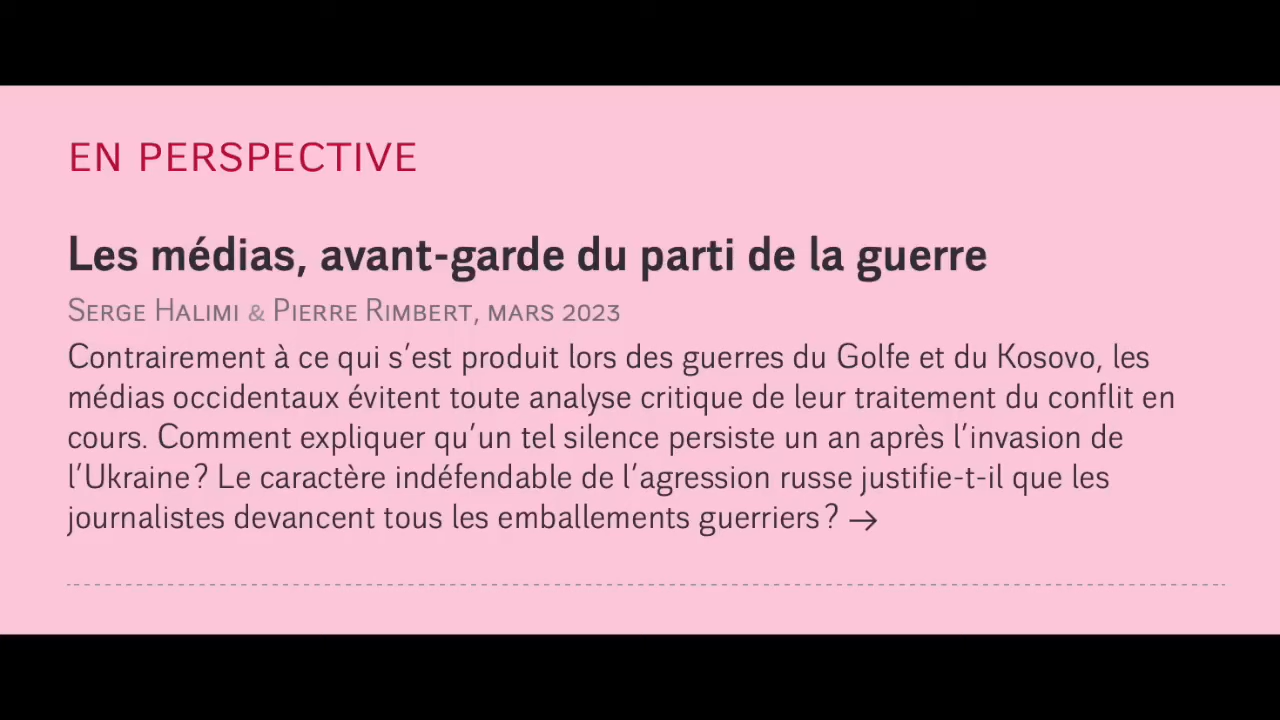 EN PERSPECTIVE
Les médias, avant-garde du parti de la guerre
Serge Halimi & Pierre Rimbert, mars 2023
Contrairement à ce qui s’est produit lors des guerres du Golfe et du Kosovo, les
médias occidentaux évitent toute analyse critique de leur traitement du conflit en
cours. Comment expliquer qu’un tel silence persiste un an après l’invasion de
l’Ukraine ? Le caractère indéfendable de l’agression russe justifie-t-il que les
journalistes devancent tous les emballements guerriers ? →